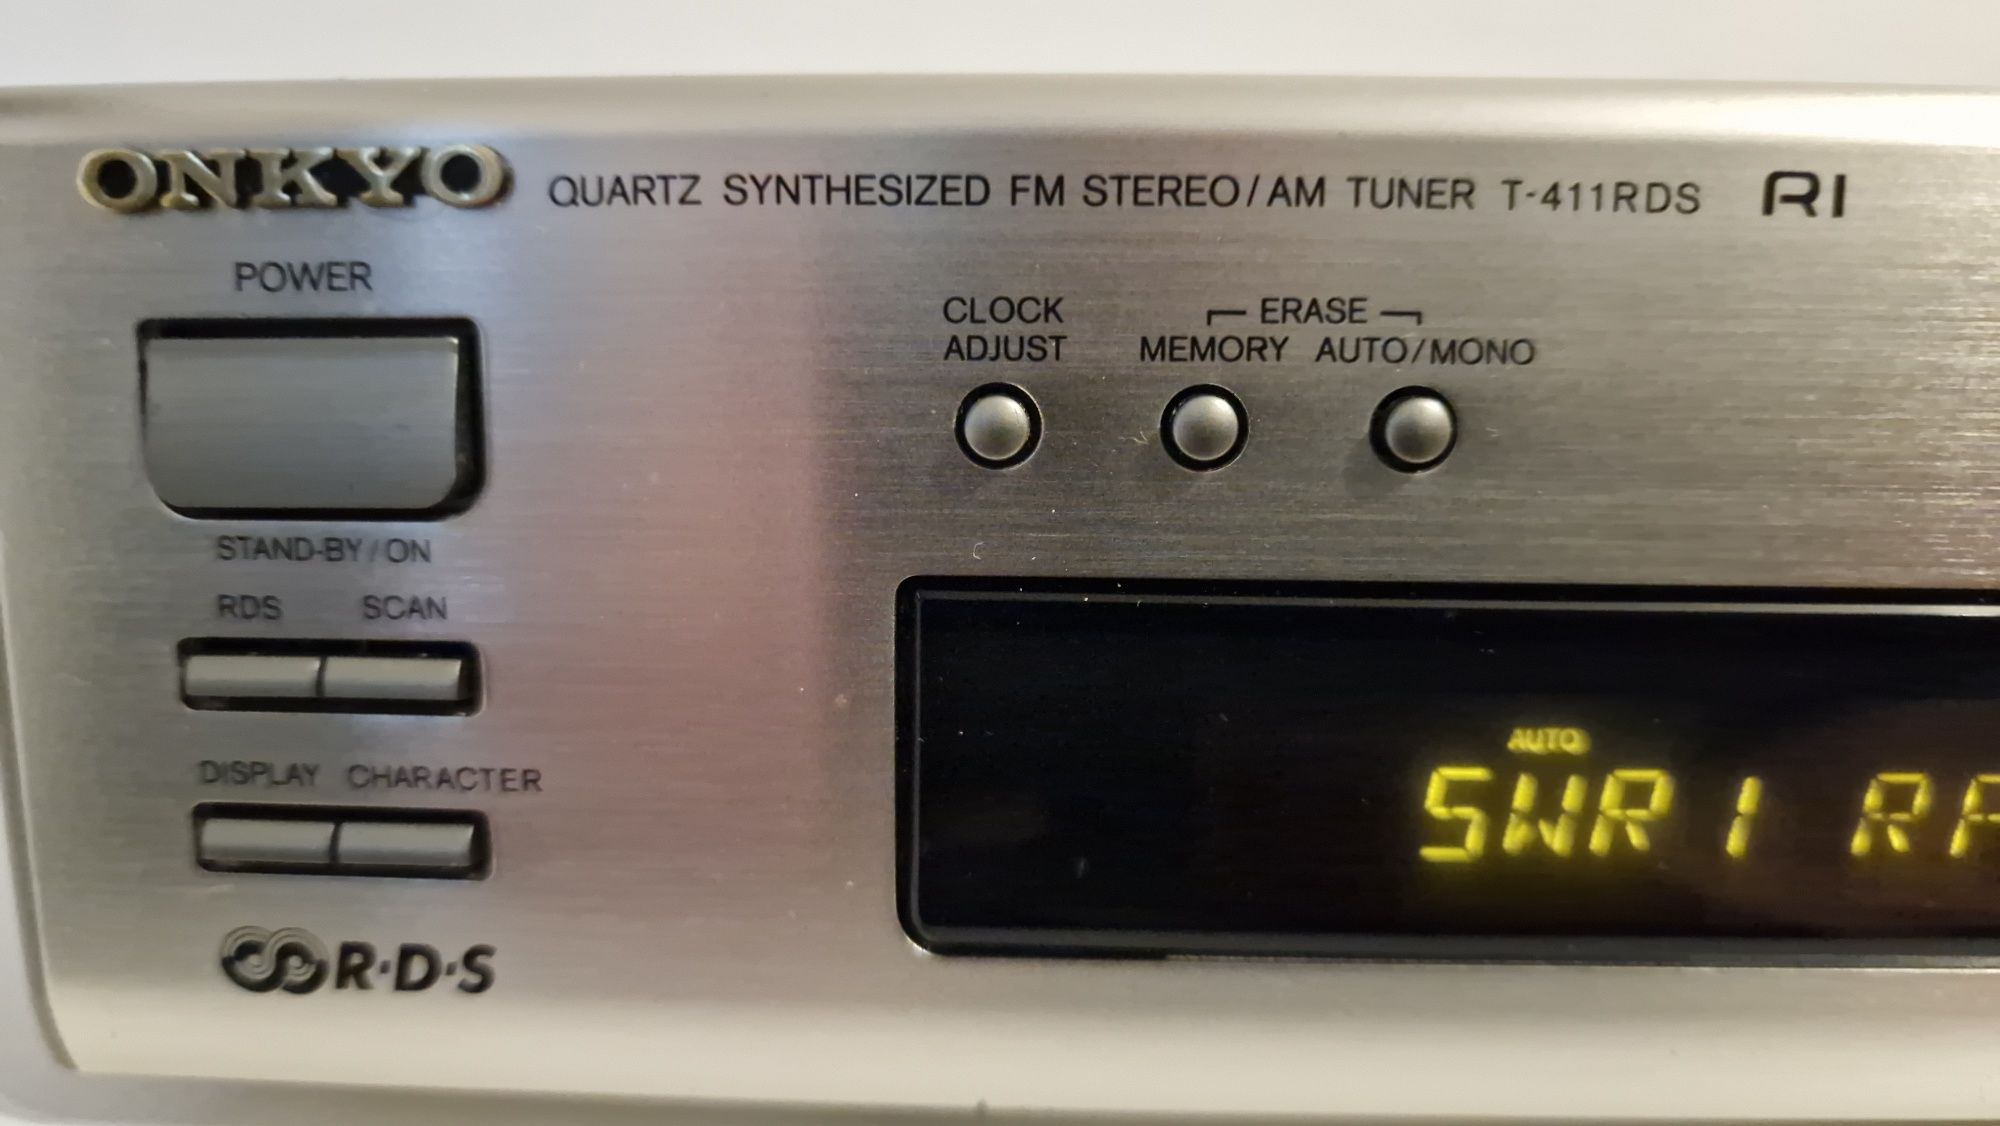 ONKYO QUARTZ SYNTHESIZED FM STEREO/AM TUNER T-411RDS RI
POWER
CLOCK ADJUST
ERASE
MEMORY AUTO/MONO
STAND-BY/ON
RDS SCAN
AUTO
SWR1 R
DISPLAY CHARACTER
R·D·S